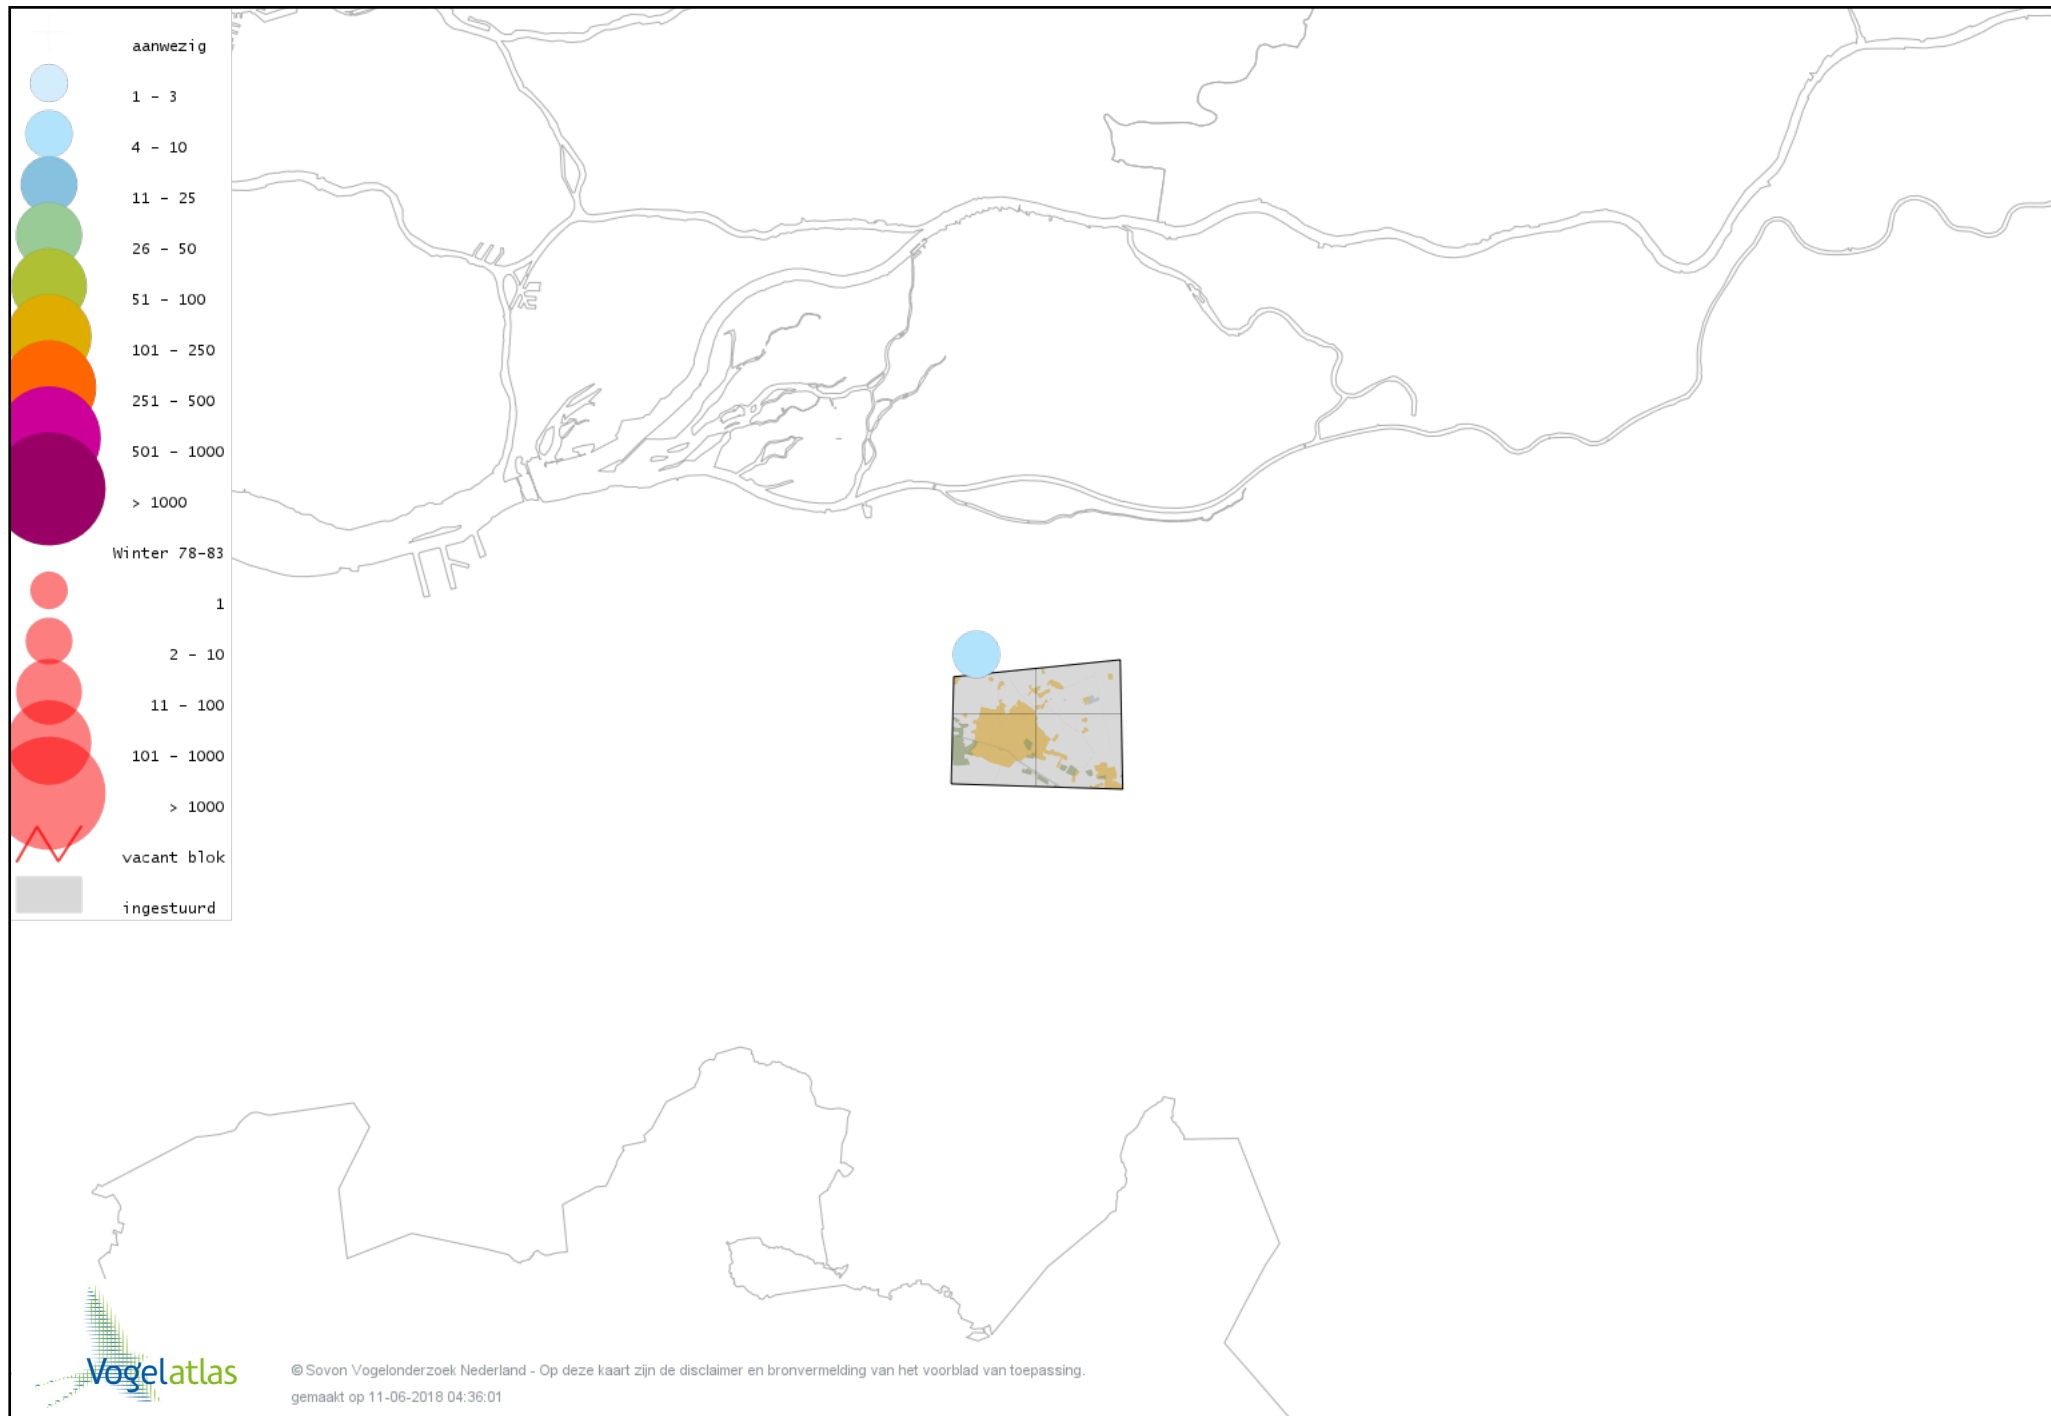 aanwezig
1 - 3
4 - 10
11 - 25
26 - 50
51 - 100
101 - 250
251 - 500
501 - 1000
> 1000
Winter 78-83
1
2 - 10
11 - 100
101 - 1000
> 1000
vacant blok
ingestuurd
Vogelatlas
© Sovon Vogelonderzoek Nederland - Op deze kaart zijn de disclaimer en bronvermelding van het voorblad van toepassing.
gemaakt op 11-06-2018 04:36:01